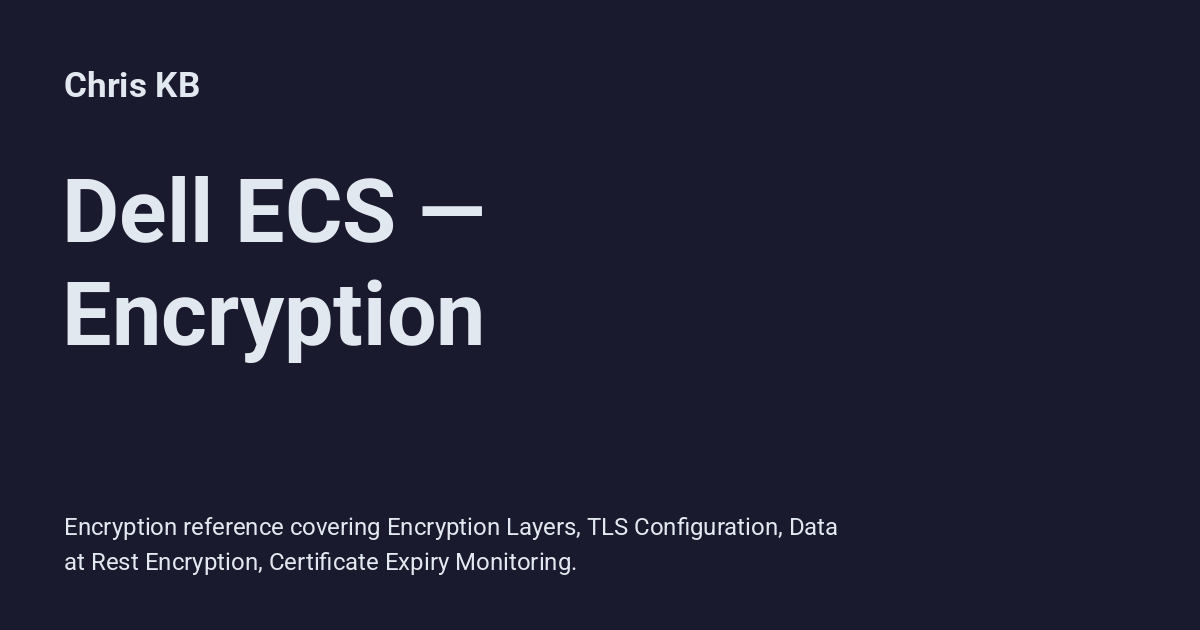 Chris KB
Dell ECS —
Encryption
Encryption reference covering Encryption Layers, TLS Configuration, Data
at Rest Encryption, Certificate Expiry Monitoring.